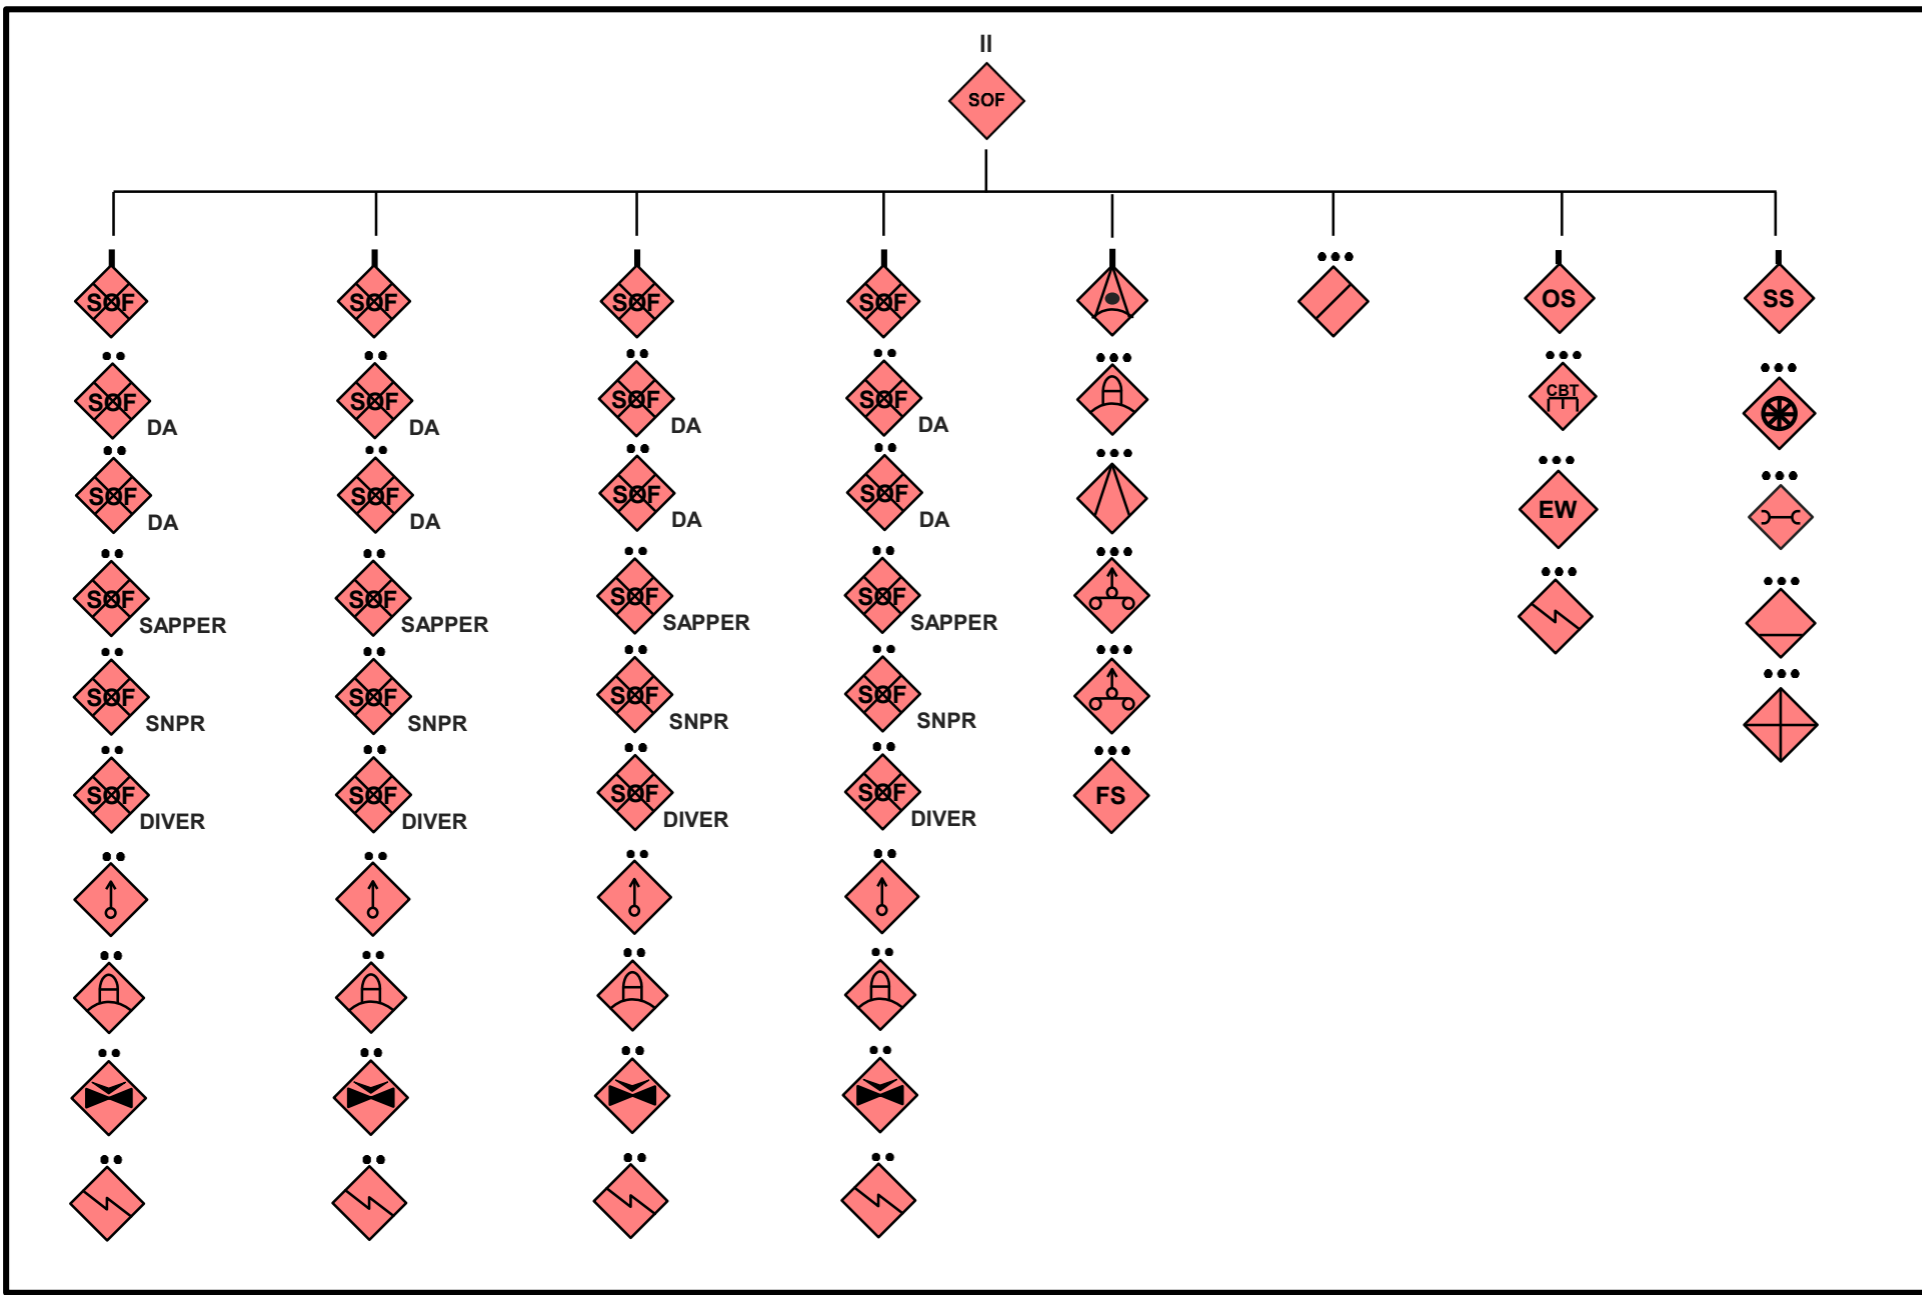 II
SOF
SOF SOF SOF SOF OS SS
SOF SOF SOF SOF CBT
DA DA DA DA
SOF SOF SOF SOF EW
DA DA DA DA
SOF SOF SOF SOF
SAPPER SAPPER SAPPER SAPPER
SOF SOF SOF SOF
SNPR SNPR SNPR SNPR
SOF SOF SOF SOF FS
DIVER DIVER DIVER DIVER